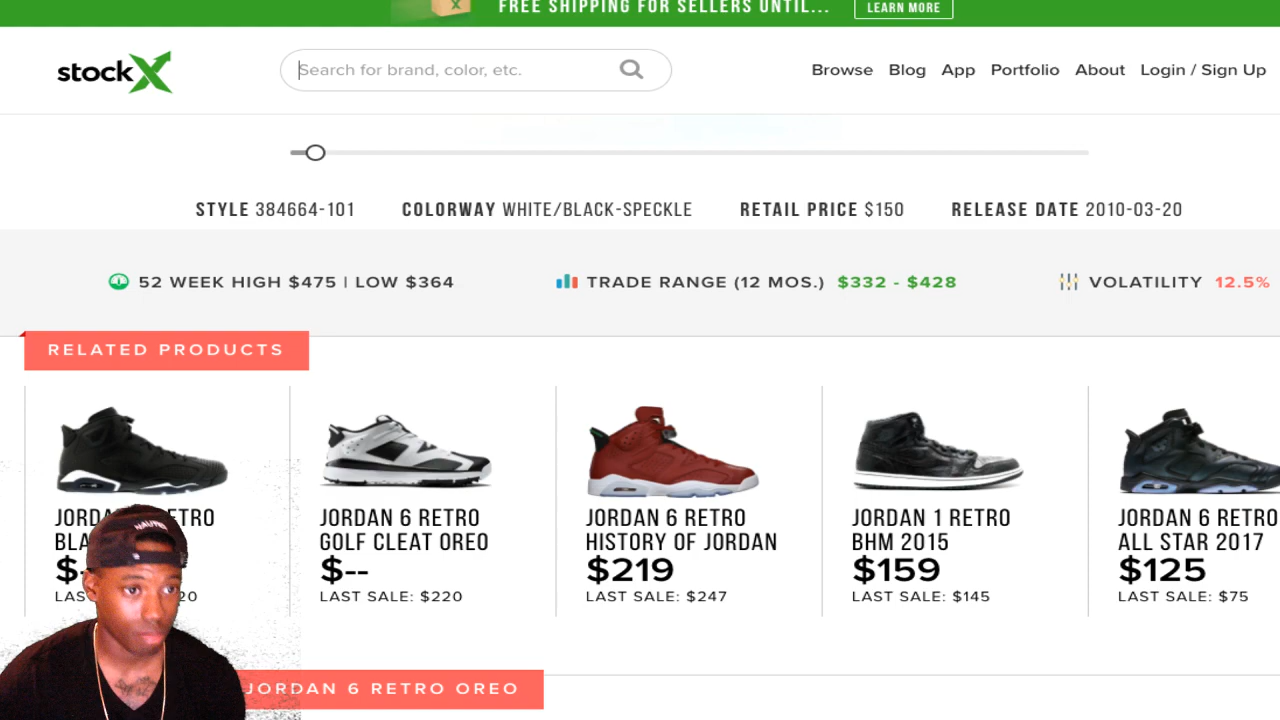 FREE SHIPPING FOR SELLERS UNTIL...
LEARN MORE
stockX
Search for brand, color, etc.
Browse Blog App Portfolio About Login / Sign Up
STYLE 384664-101 COLORWAY WHITE/BLACK-SPECKLE RETAIL PRICE $150 RELEASE DATE 2010-03-20
52 WEEK HIGH $475 | LOW $364 TRADE RANGE (12 MOS.) $332 - $428 VOLATILITY 12.5%
RELATED PRODUCTS
RETRO
$
JORDAN 6 RETRO
GOLF CLEAT OREO
$--
LAST SALE: $220
JORDAN 6 RETRO
HISTORY OF JORDAN
$219
LAST SALE: $247
JORDAN 1 RETRO
BHM 2015
$159
LAST SALE: $145
JORDAN 6 RETRO
ALL STAR 2017
$125
LAST SALE: $75
JORDAN 6 RETRO OREO